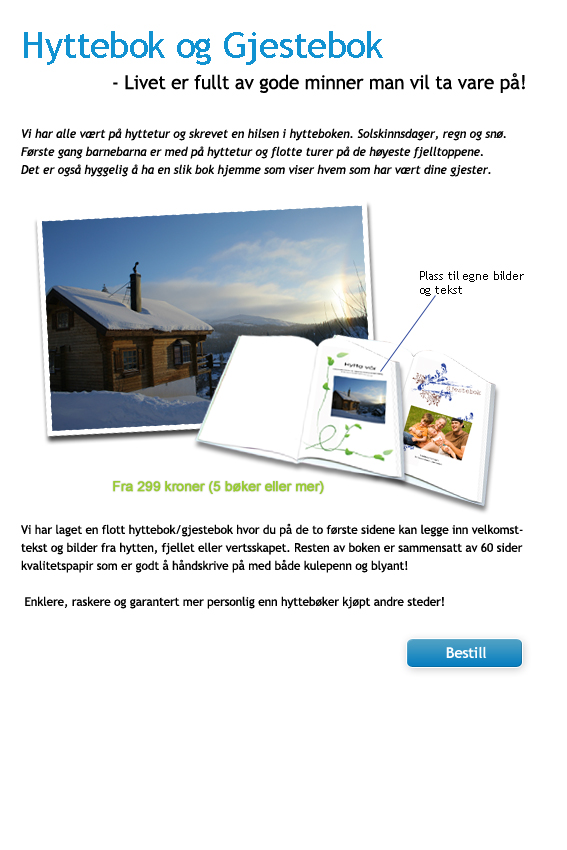 Hyttebok og Gjestebok
- Livet er fullt av gode minner man vil ta vare på!
Vi har alle vært på hyttetur og skrevet en hilsen i hytteboken. Solskinnsdager, regn og snø.
Første gang barnebarna er med på hyttetur og flotte turer på de høyeste fjelltoppene.
Det er også hyggelig å ha en slik bok hjemme som viser hvem som har vært dine gjester.
Plass til egne bilder
og tekst
Hyttig vår
Gjestebok
Fra 299 kroner (5 bøker eller mer)
Vi har laget en flott hyttebok/gjestebok hvor du på de to første sidene kan legge inn velkomst-
tekst og bilder fra hytten, fjellet eller vertsskapet. Resten av boken er sammensatt av 60 sider
kvalitetspapir som er godt å håndskrive på med både kulepenn og blyant!
Enklere, raskere og garantert mer personlig enn hyttebøker kjøpt andre steder!
Bestill